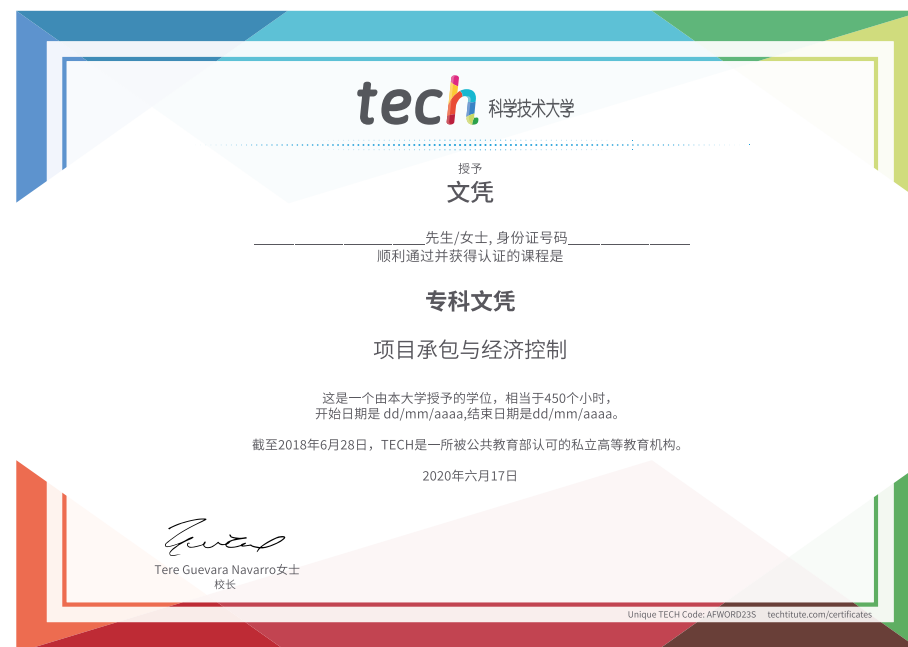 tech 科学技术大学
授予
文凭
____________________先生/女士, 身份证号码______________
顺利通过并获得认证的课程是
专科文凭
项目承包与经济控制
这是一个由本大学授予的学位，相当于450个小时，
开始日期是 dd/mm/aaaa,结束日期是dd/mm/aaaa。
截至2018年6月28日，TECH是一所被公共教育部认可的私立高等教育机构。
2020年六月17日
Tere Guevara Navarro女士
校长
Unique TECH Code: AFWORD23S techtitute.com/certificates